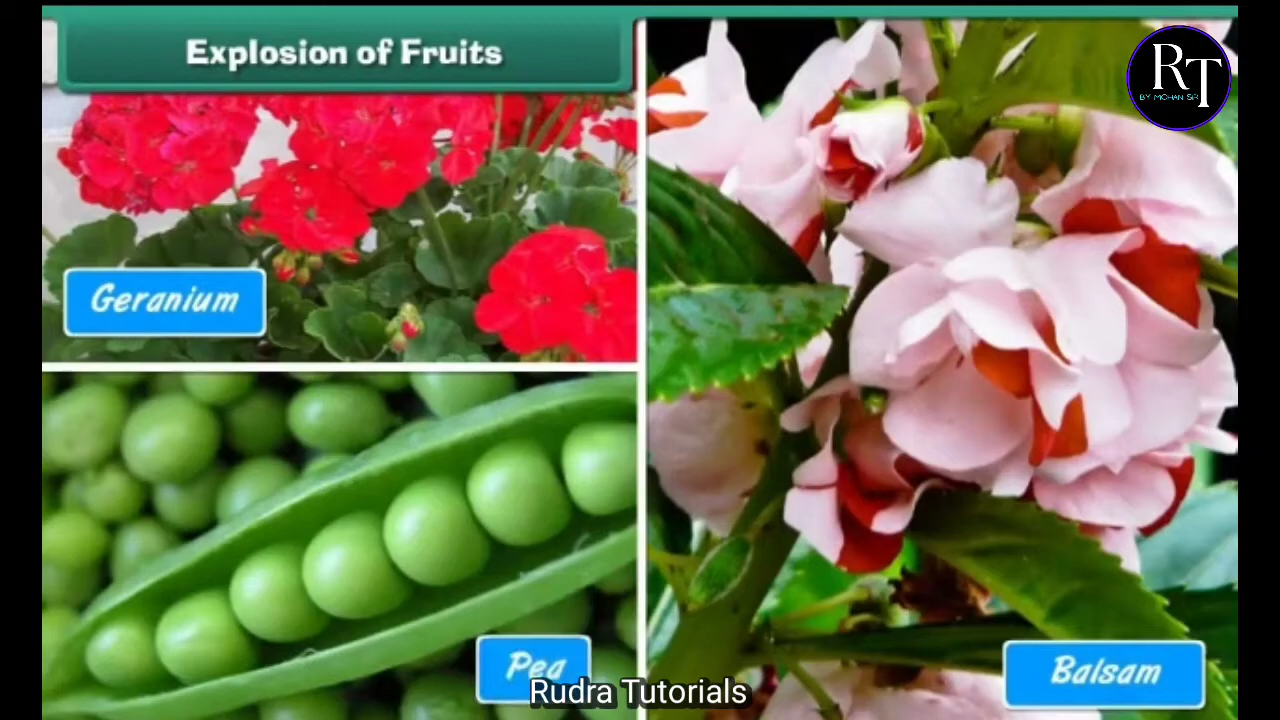 Explosion of Fruits
RT
BY MOHAN SIR
Geranium
Pea
Balsam
Rudra Tutorials